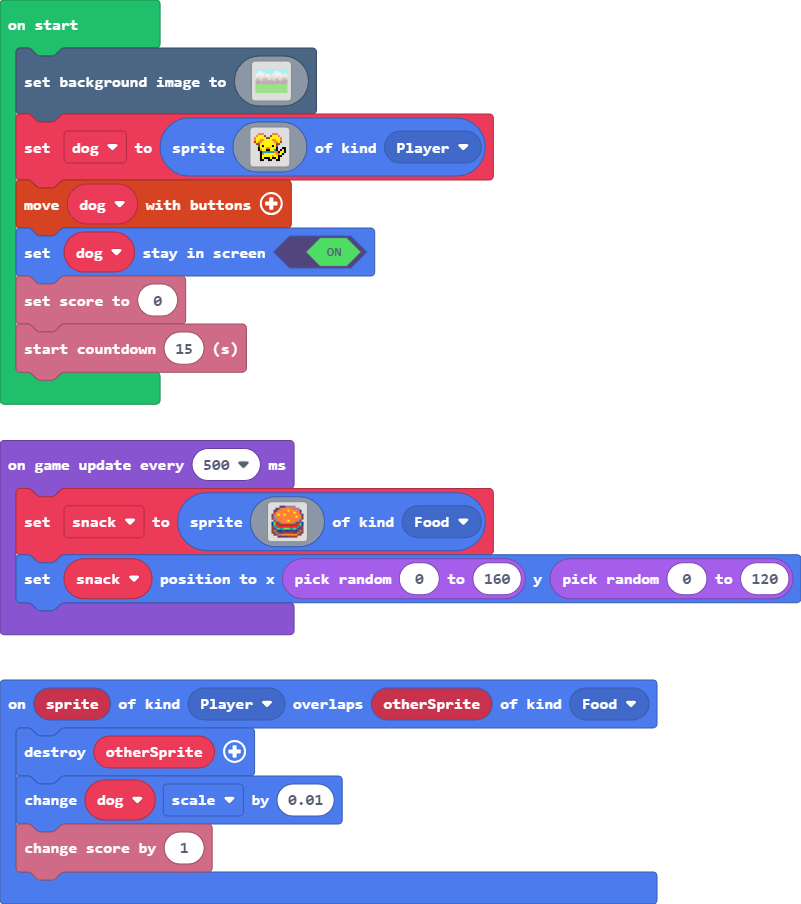 on start
set background image to
set dog to sprite of kind Player
move dog with buttons
set dog stay in screen ON
set score to 0
start countdown 15 (s)
on game update every 500 ms
set snack to sprite of kind Food
set snack position to x pick random 0 to 160 y pick random 0 to 120
on sprite of kind Player overlaps otherSprite of kind Food
destroy otherSprite
change dog scale by 0.01
change score by 1